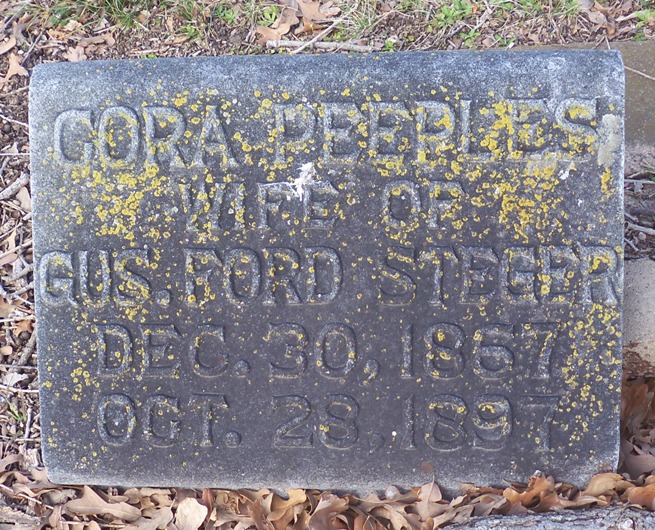 CORA PEEPLES
WIFE OF
GUS. FORD STEGER
DEC. 30, 1867
OCT. 28, 1897